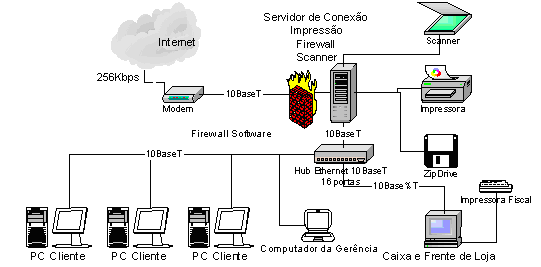 Servidor de Conexão
Impressão
Firewall
Scanner
Scanner
Internet
256Kbps
Modem
10BaseT
Firewall Software
Impressora
10BaseT
Hub Ethernet 10BaseT
16 portas
ZipDrive
10BaseT
10Base%T
Impressora Fiscal
PC Cliente
PC Cliente
PC Cliente
Computador da Gerência
Caixa e Frente de Loja